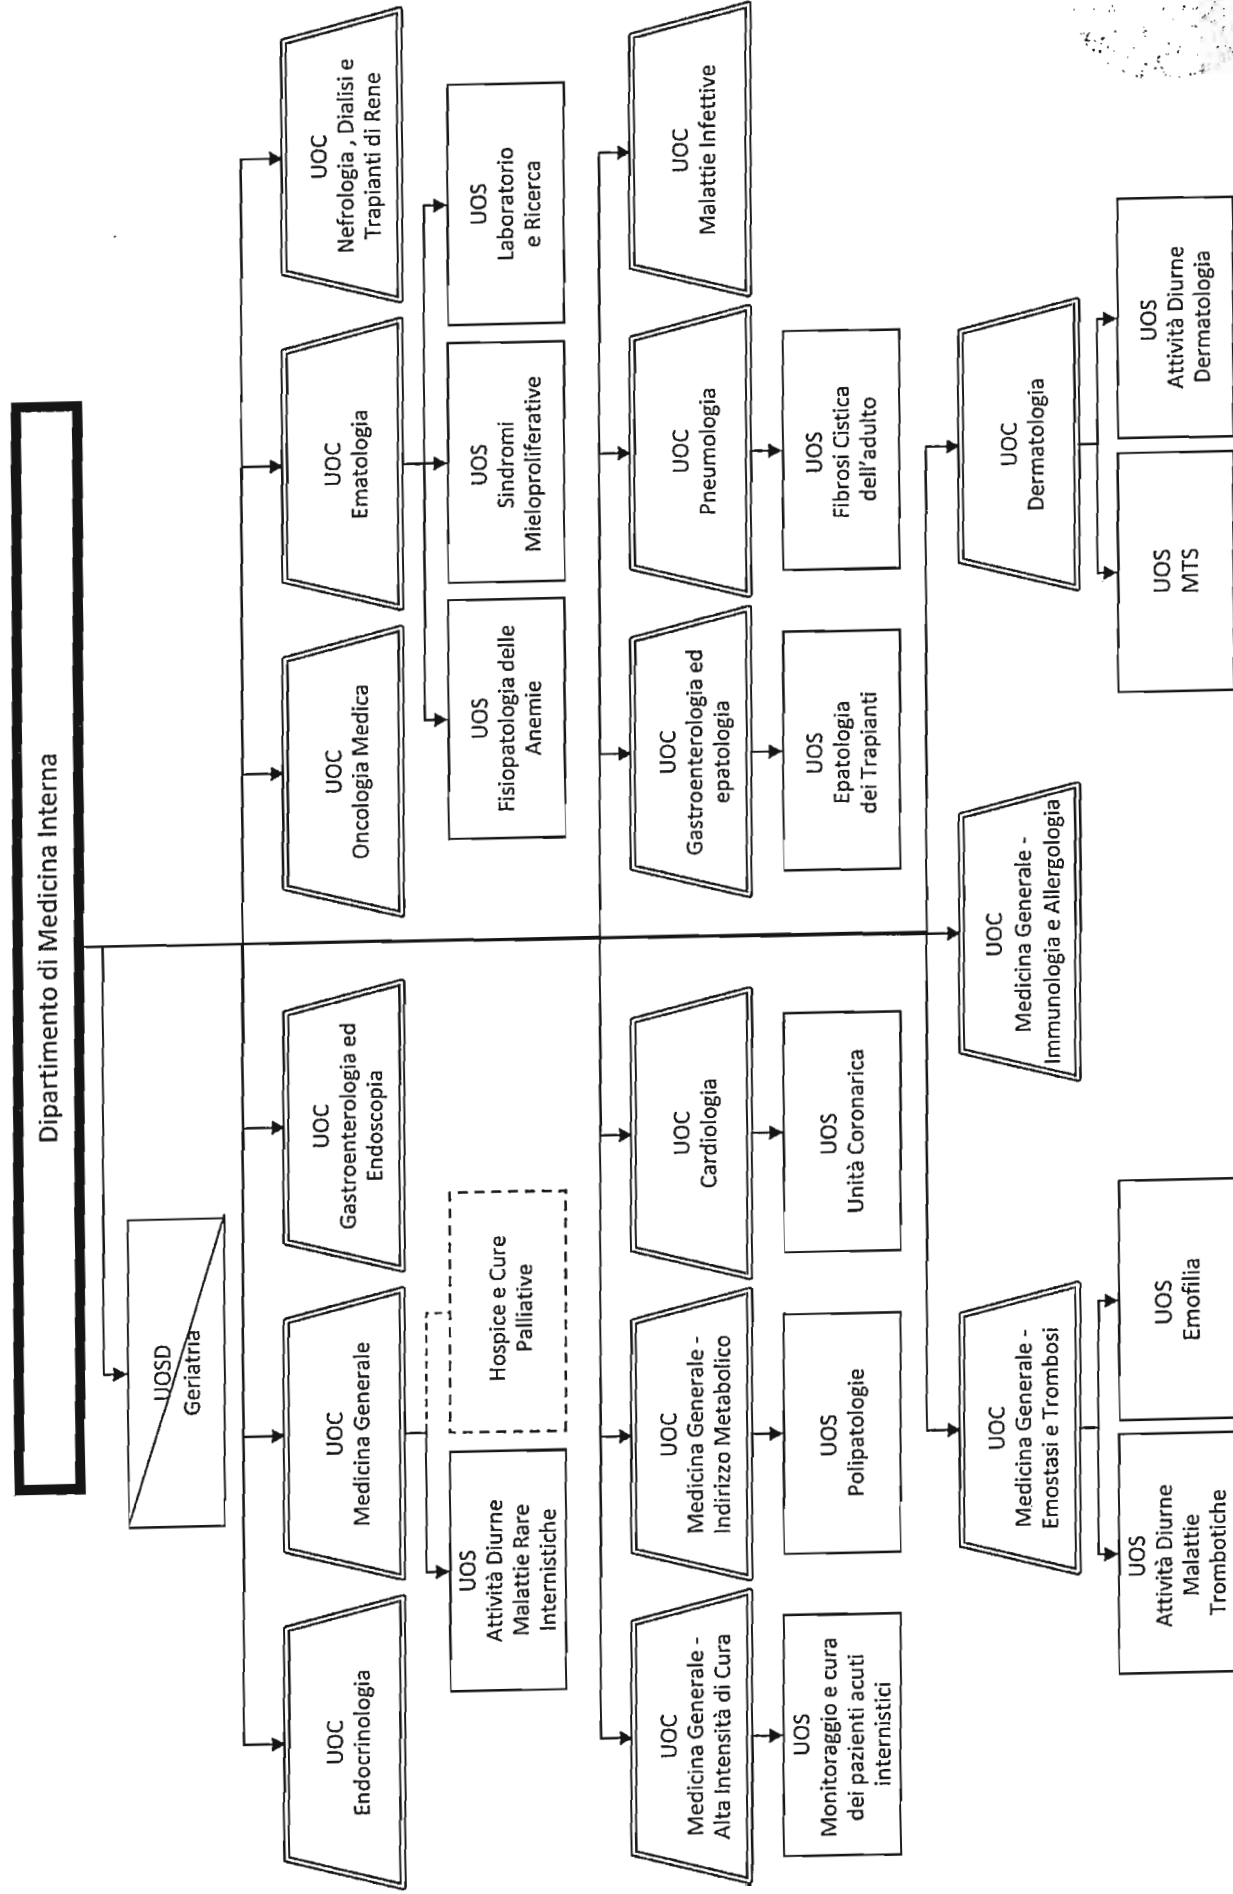 Dipartimento di Medicina Interna
UOSD
Geriatria
UOC
Endocrinologia
UOC
Medicina Generale
UOC
Gastroenterologia ed
Endoscopia
UOC
Oncologia Medica
UOC
Ematologia
UOC
Nefrologia , Dialisi e
Trapianti di Rene
UOS
Attività Diurne
Malattie Rare
Internistiche
Hospice e Cure
Palliative
UOS
Fisiopatologia delle
Anemie
UOS
Sindromi
Mieloproliferative
UOS
Laboratorio
e Ricerca
UOC
Medicina Generale -
Alta Intensità di Cura
UOC
Medicina Generale -
Indirizzo Metabolico
UOC
Cardiologia
UOC
Gastroenterologia ed
epatologia
UOC
Pneumologia
UOC
Malattie Infettive
UOS
Monitoraggio e cura
dei pazienti acuti
internistici
UOS
Polipatologie
UOS
Unità Coronarica
UOS
Epatologia
dei Trapianti
UOS
Fibrosi Cistica
dell'adulto
UOC
Medicina Generale -
Emostasi e Trombosi
UOC
Medicina Generale -
Immunologia e Allergologia
UOC
Dermatologia
UOS
Attività Diurne
Malattie
Trombotiche
UOS
Emofilia
UOS
MTS
UOS
Attività Diurne
Dermatologia